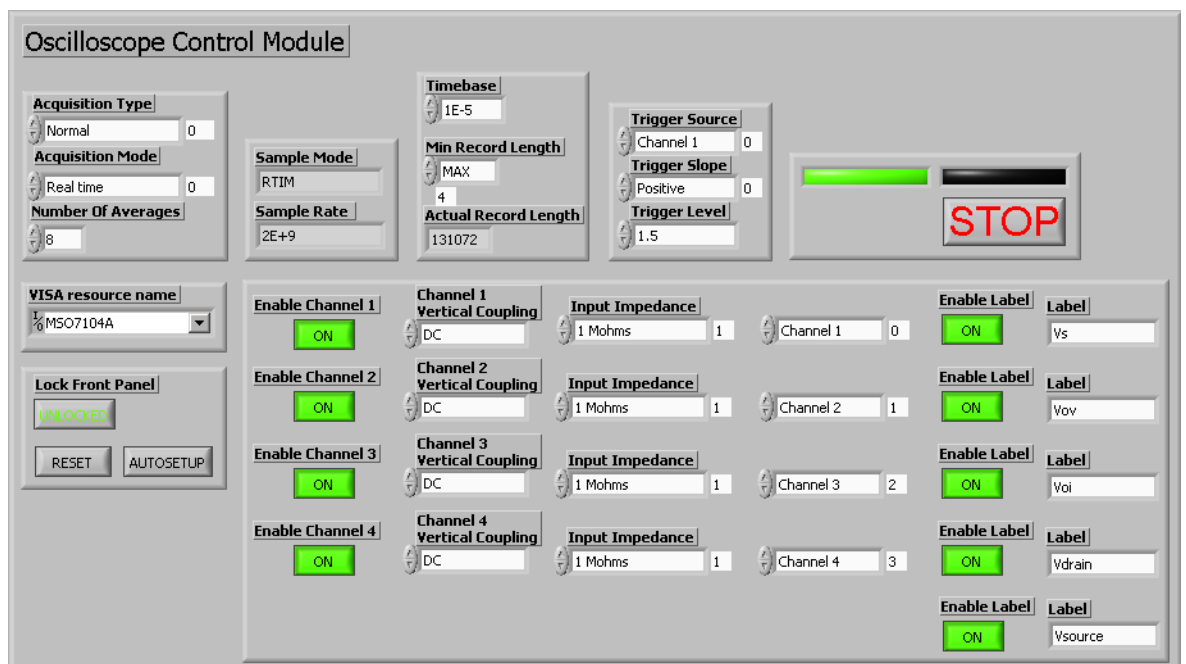 Oscilloscope Control Module
Acquisition Type
Normal 0
Acquisition Mode
Real time 0
Number Of Averages
8
Sample Mode
RTIM
Sample Rate
2E+9
Timebase
1E-5
Min Record Length
MAX
4
Actual Record Length
131072
Trigger Source
Channel 1 0
Trigger Slope
Positive 0
Trigger Level
1.5
STOP
VISA resource name
I/O MSO7104A
Lock Front Panel
UNLOCKED
RESET AUTOSETUP
Enable Channel 1
ON
Channel 1
Vertical Coupling
DC
Input Impedance
1 Mohms 1
Channel 1 0
Enable Label
ON
Label
Vs
Enable Channel 2
ON
Channel 2
Vertical Coupling
DC
Input Impedance
1 Mohms 1
Channel 2 1
Enable Label
ON
Label
Vov
Enable Channel 3
ON
Channel 3
Vertical Coupling
DC
Input Impedance
1 Mohms 1
Channel 3 2
Enable Label
ON
Label
Voi
Enable Channel 4
ON
Channel 4
Vertical Coupling
DC
Input Impedance
1 Mohms 1
Channel 4 3
Enable Label
ON
Label
Vdrain
Enable Label
ON
Label
Vsource